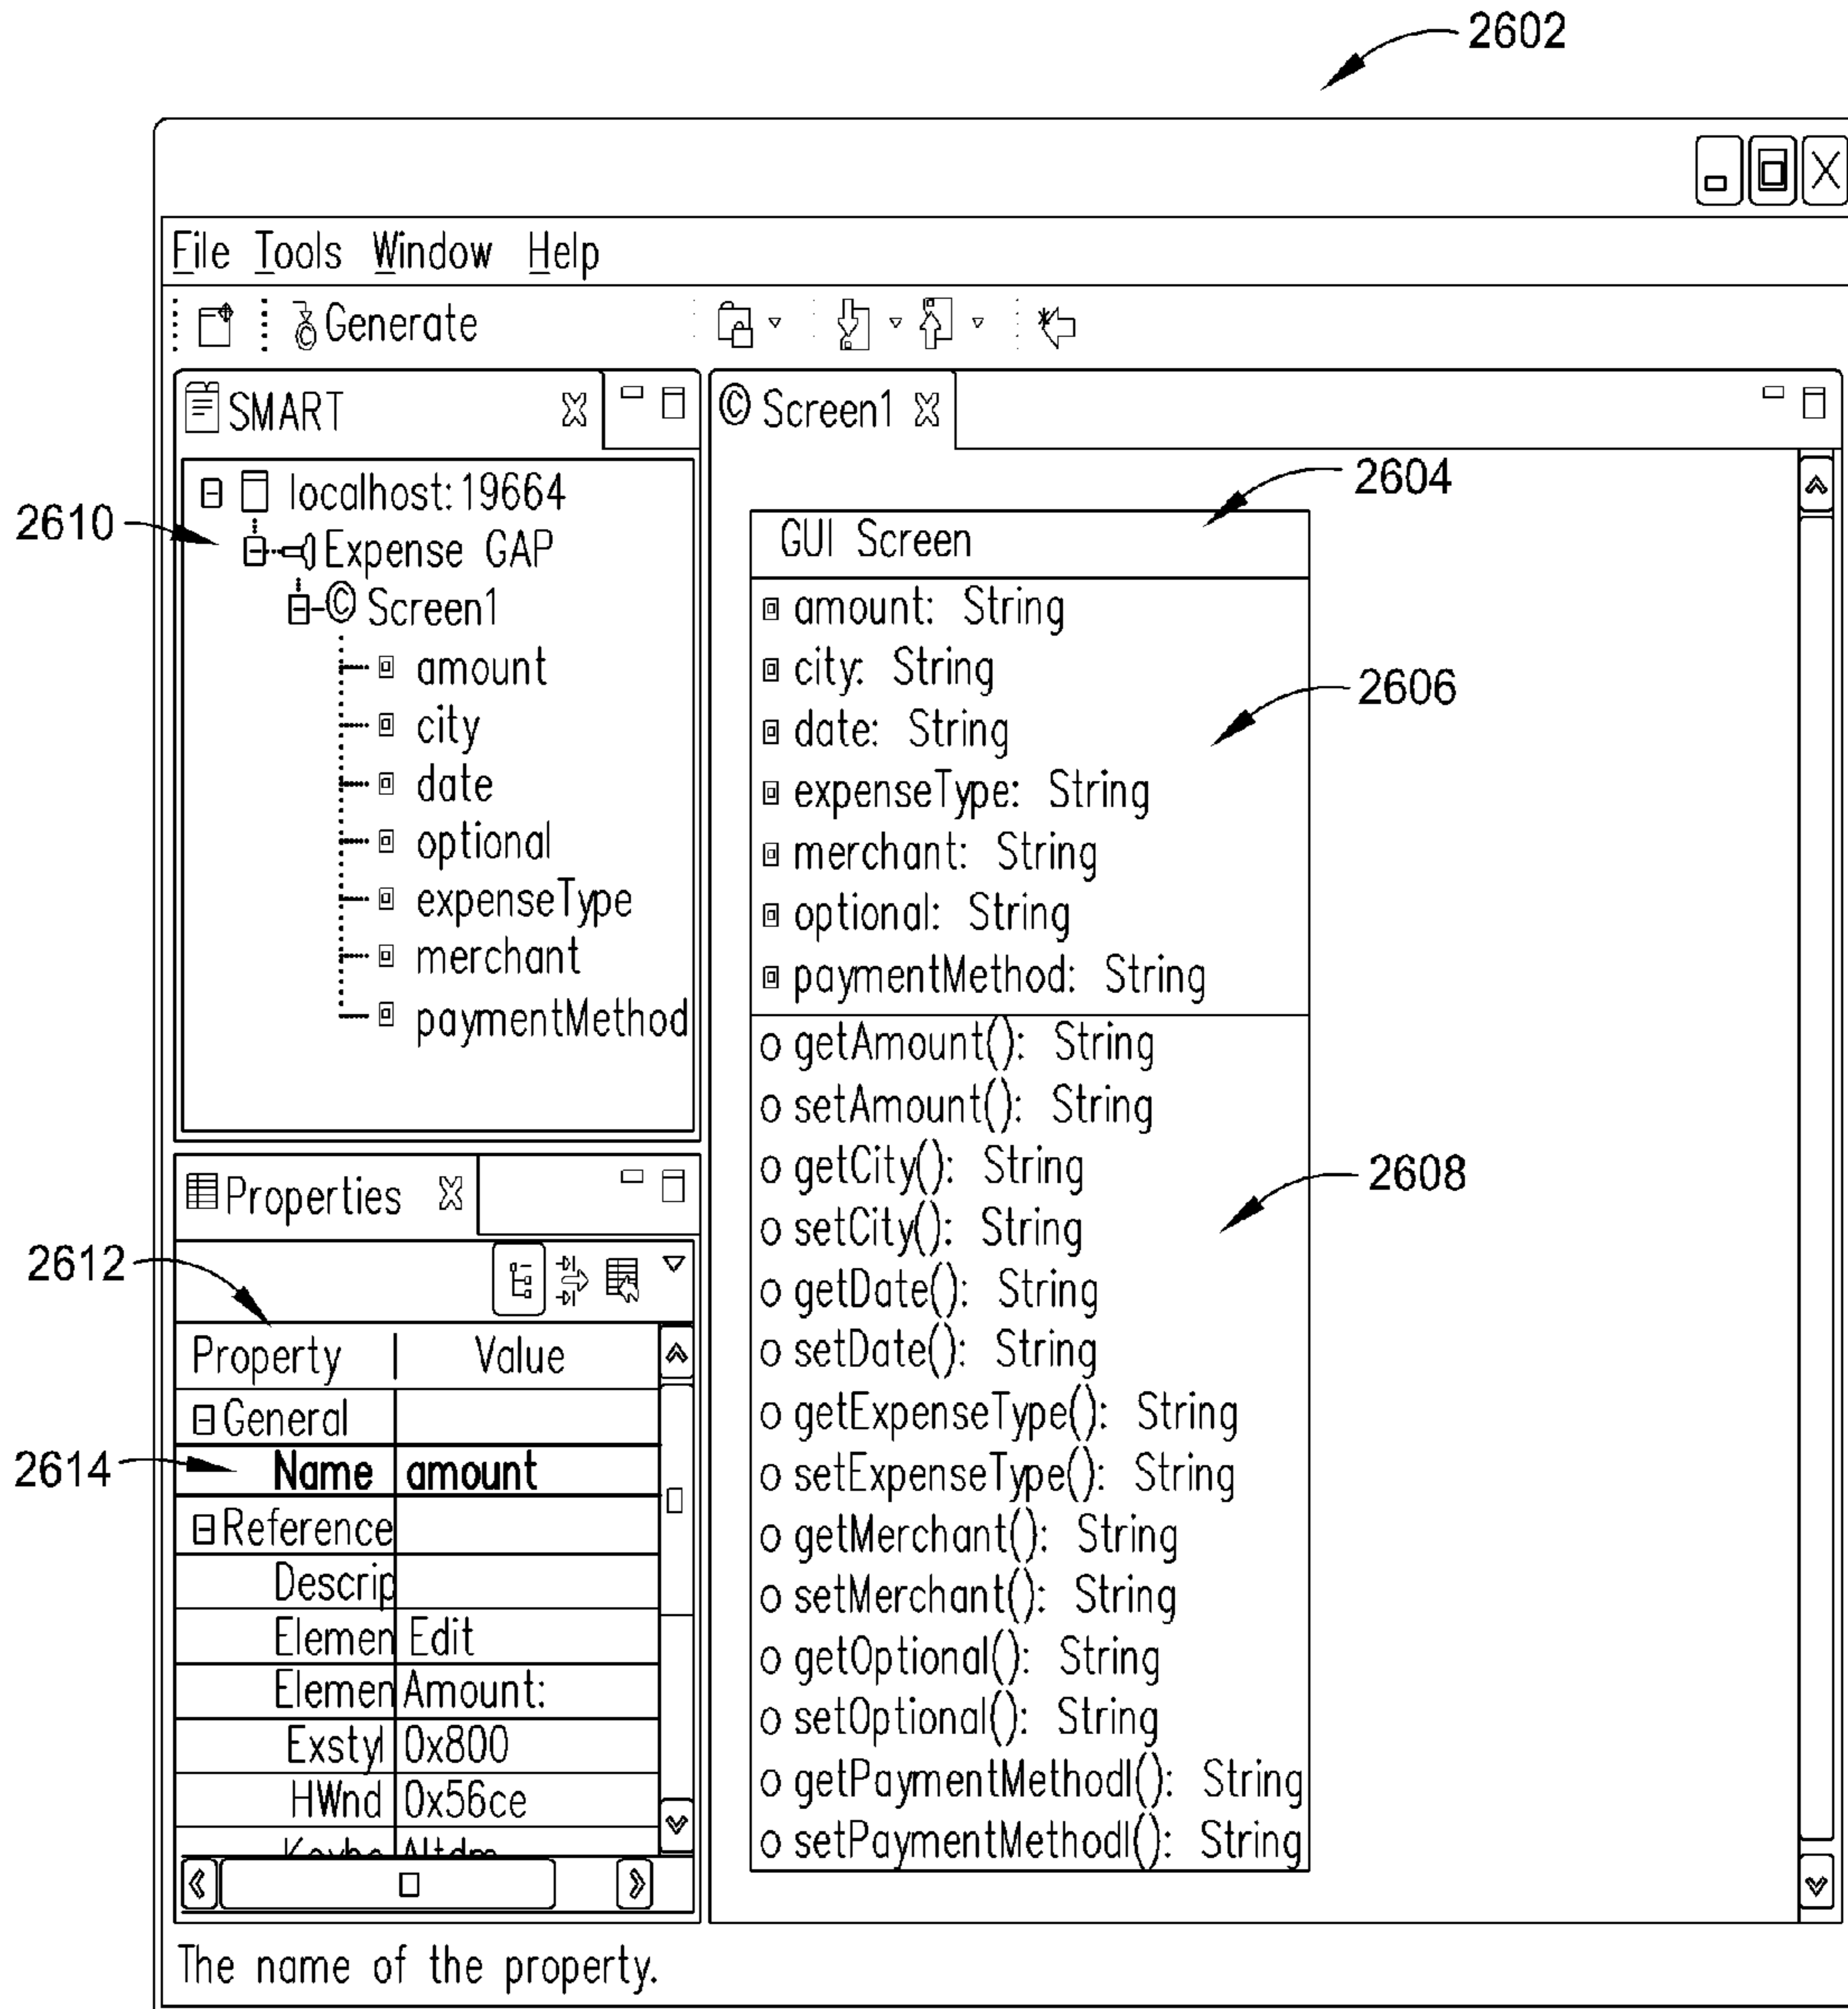 2602
File Tools Window Help
Generate
SMART
localhost:19664
2610
Expense GAP
Screen1
amount
city
date
optional
expenseType
merchant
paymentMethod
Properties
2612
Property Value
General
2614
Name amount
Reference
Descrip
Elemen Edit
Elemen Amount:
Exstyl 0x800
HWnd 0x56ce
© Screen1
2604
GUI Screen
amount: String
city: String
date: String
2606
expenseType: String
merchant: String
optional: String
paymentMethod: String
getAmount(): String
setAmount(): String
getCity(): String
2608
setCity(): String
getDate(): String
setDate(): String
getExpenseType(): String
setExpenseType(): String
getMerchant(): String
setMerchant(): String
getOptional(): String
setOptional(): String
getPaymentMethodl(): String
setPaymentMethodl(): String
The name of the property.